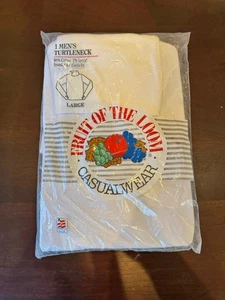 1 MEN'S
TURTLENECK
LARGE
FRUIT OF THE LOOM
CASUALWEAR